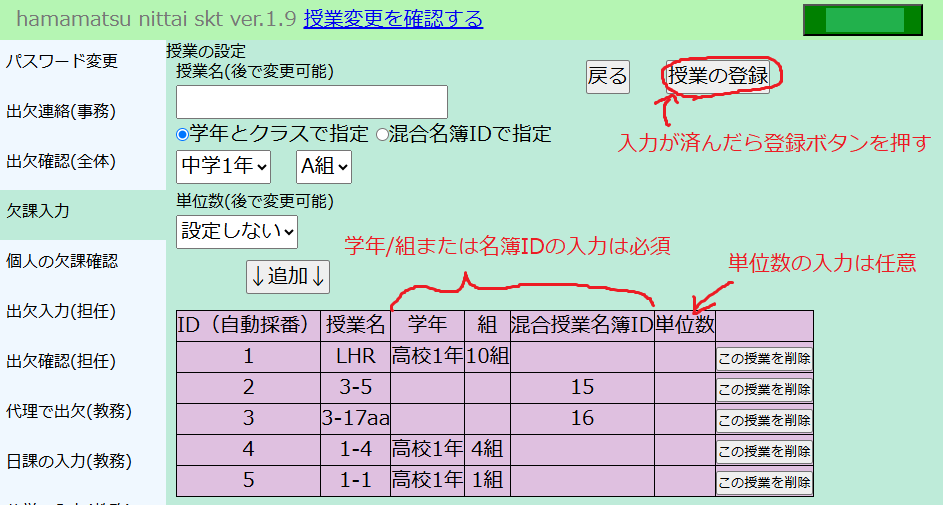 hamamatsu nittai skt ver.1.9 授業変更を確認する
パスワード変更
出欠連絡(事務)
出欠確認(全体)
欠課入力
個人の欠課確認
出欠入力(担任)
出欠確認(担任)
代理で出欠(教務)
日課の入力(教務)
授業の設定
授業名(後で変更可能)
戻る 授業の登録
入力が済んだら登録ボタンを押す
学年とクラスで指定 混合名簿IDで指定
中学1年 A組
単位数(後で変更可能)
設定しない
学年/組または名簿IDの入力は必須
単位数の入力は任意
↓追加↓
ID（自動採番） 授業名 学年 組 混合授業名簿ID 単位数
1 LHR 高校1年 10組 この授業を削除
2 3-5 15 この授業を削除
3 3-17aa 16 この授業を削除
4 1-4 高校1年 4組 この授業を削除
5 1-1 高校1年 1組 この授業を削除